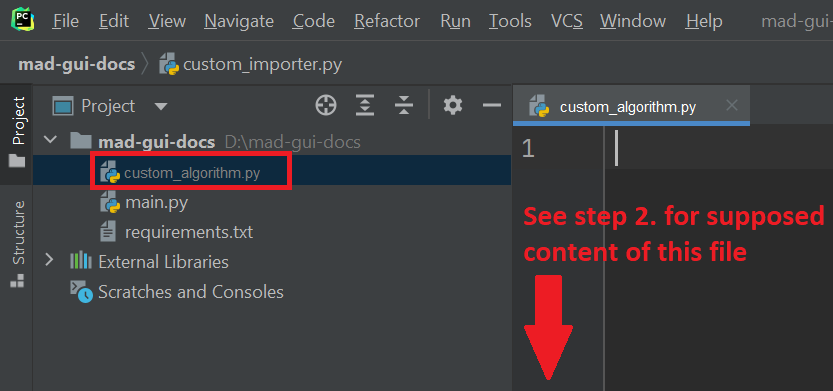 PC File Edit View Navigate Code Refactor Run Tools VCS Window Help mad-gui-
mad-gui-docs custom_importer.py
Project
Project
custom_algorithm.py
mad-gui-docs D:\mad-gui-docs
1
custom_algorithm.py
main.py
requirements.txt
External Libraries
Scratches and Consoles
Structure
See step 2. for supposed
content of this file